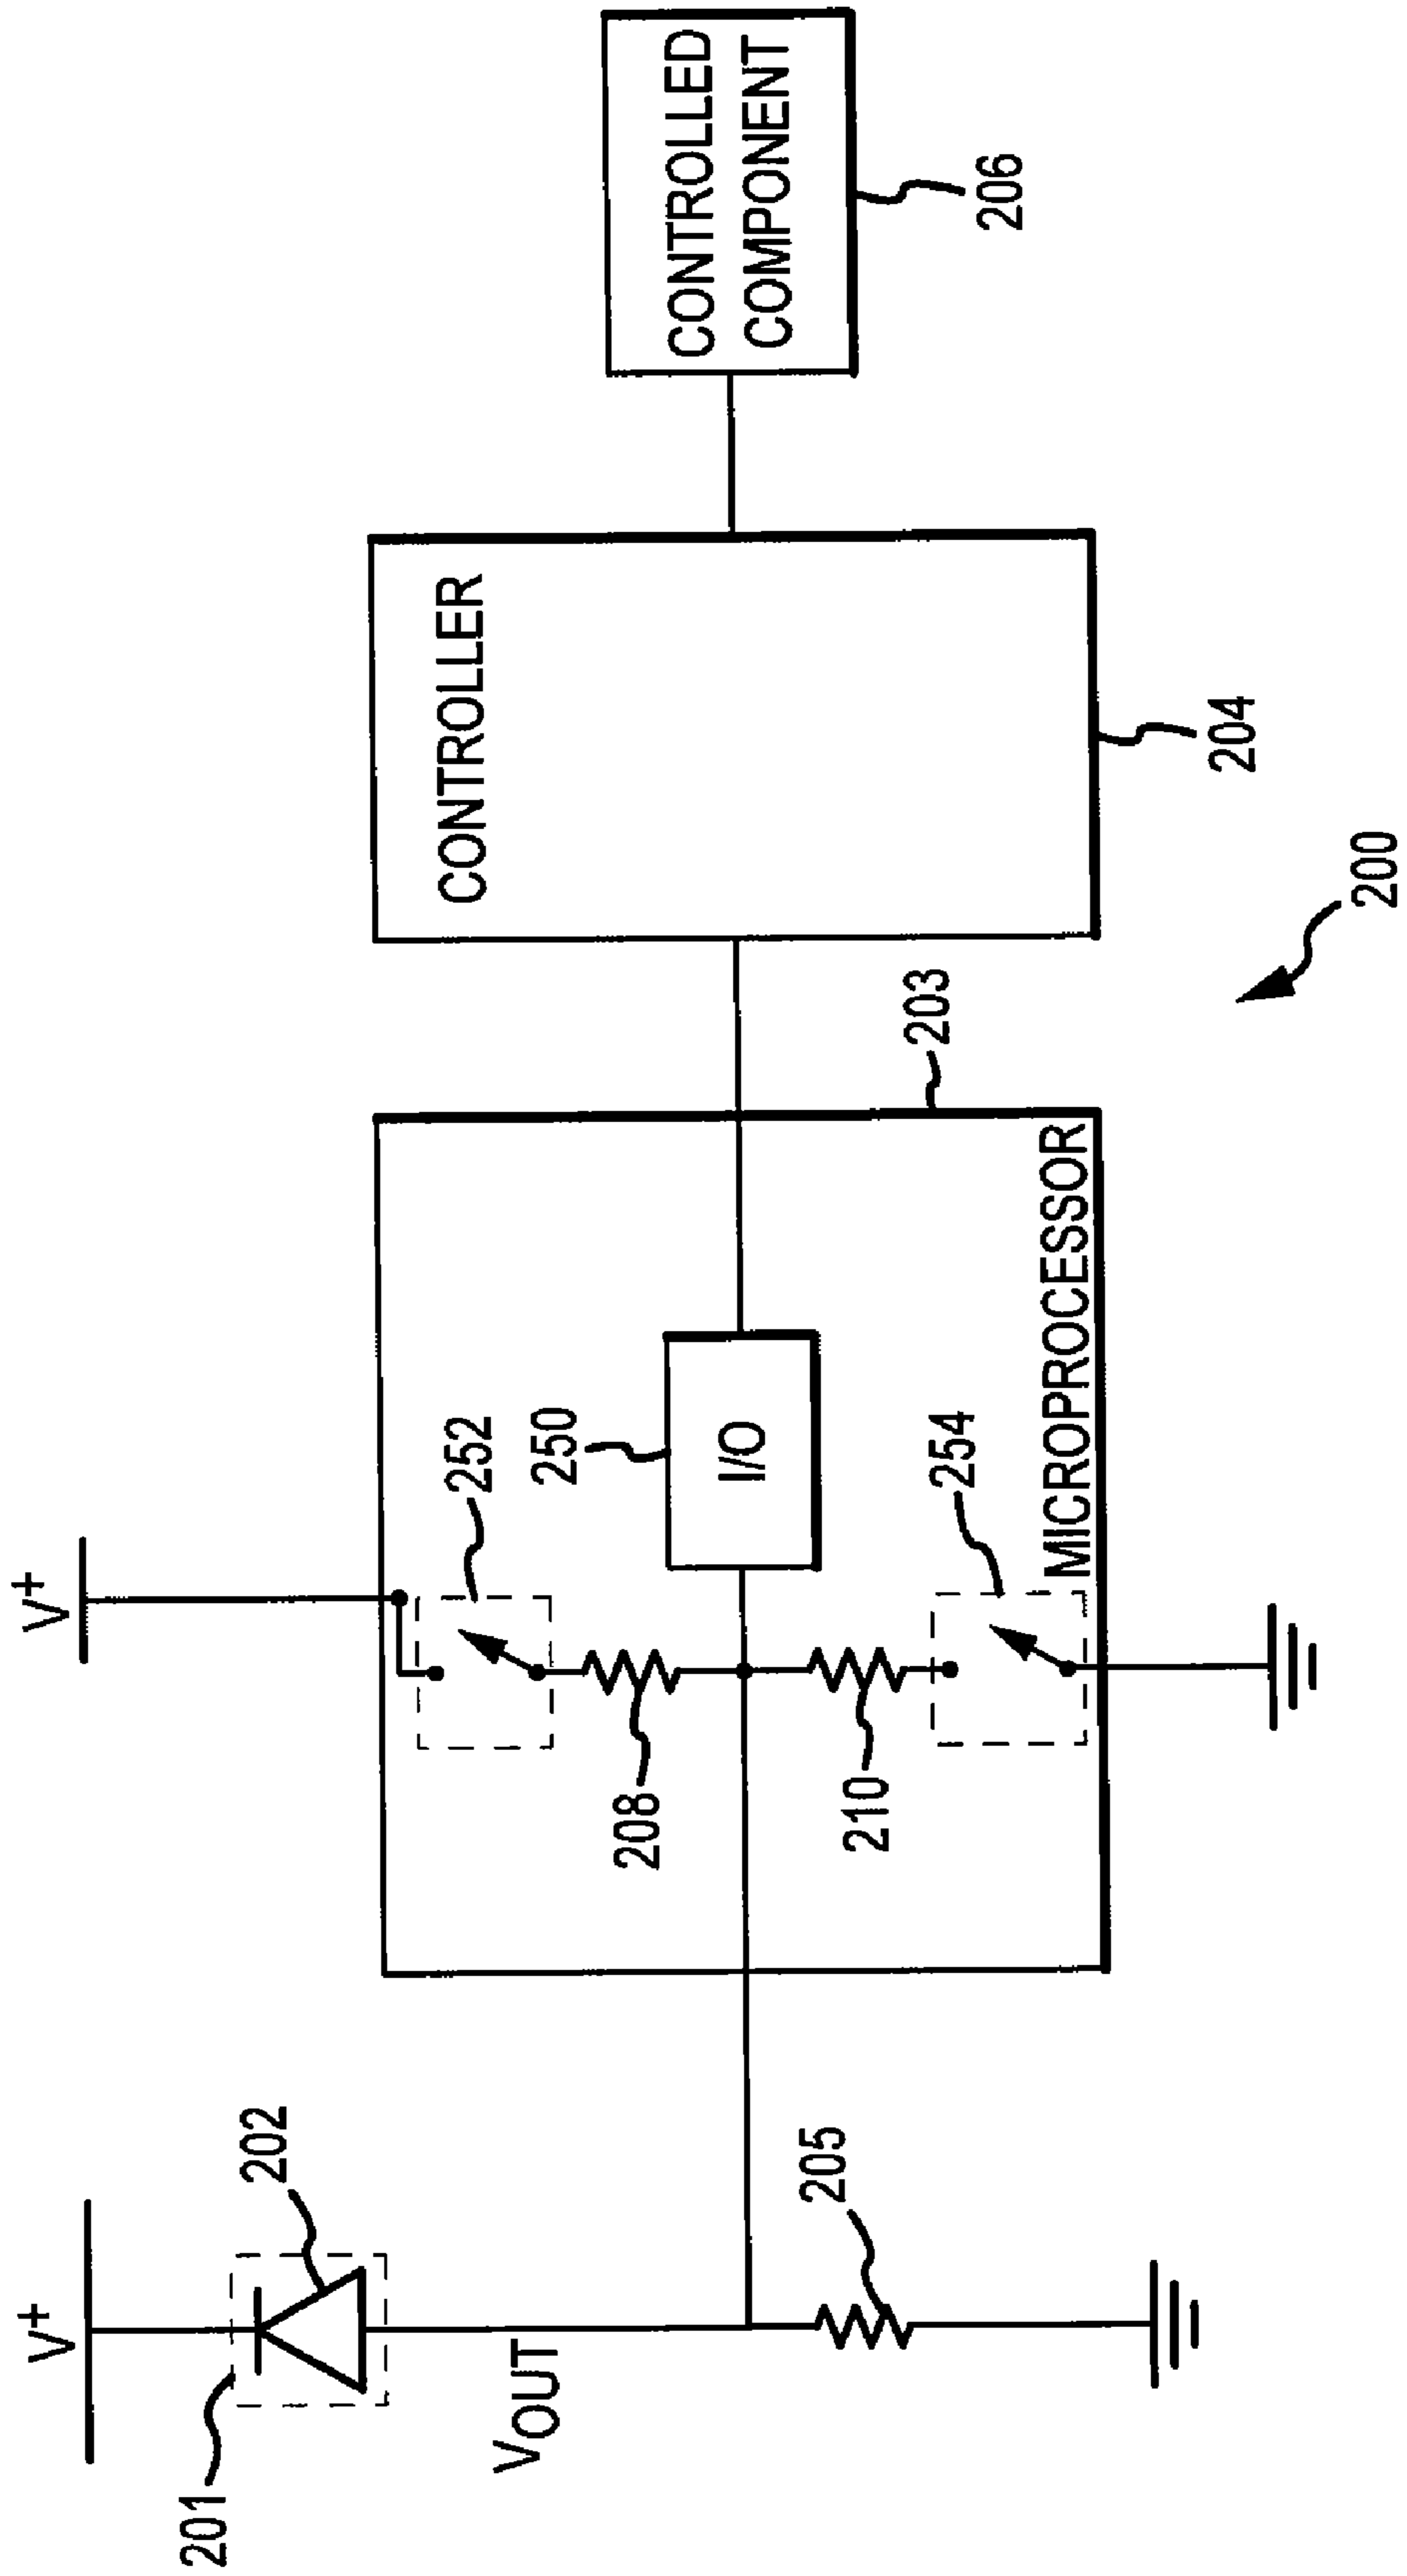 V+
201
202
VOUT
205
V+
252
208
250
I/O
210
254
MICROPROCESSOR
203
CONTROLLER
204
CONTROLLED
COMPONENT
206
200